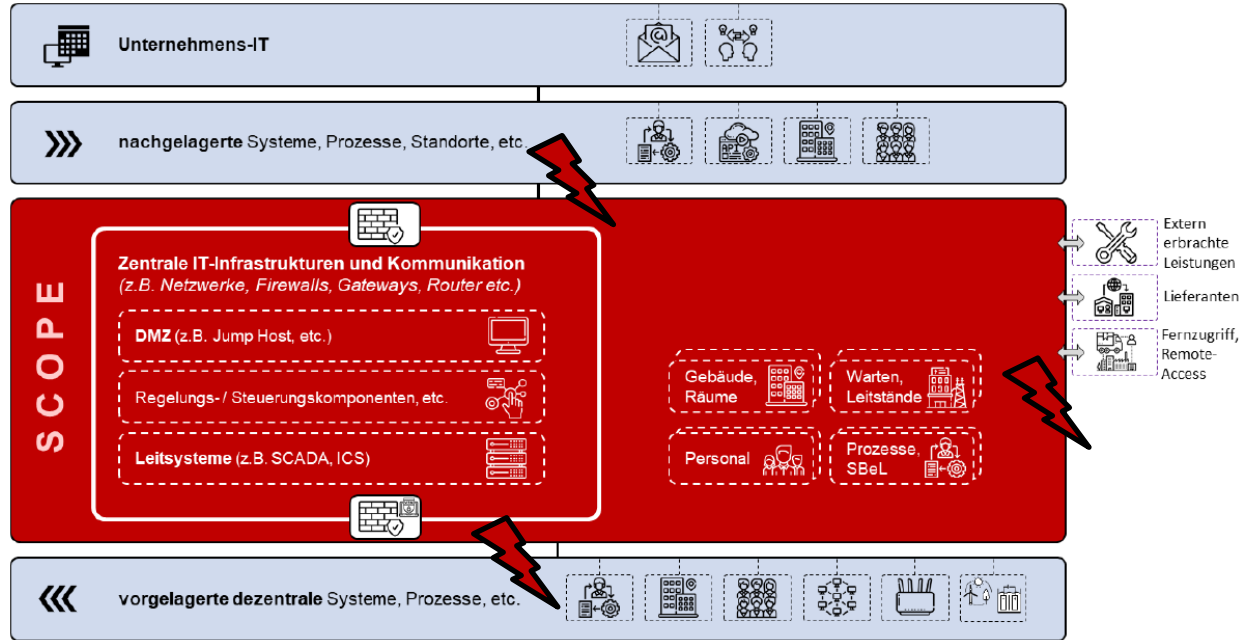 Unternehmens-IT
nachgelagerte Systeme, Prozesse, Standorte, etc.
SCOPE
Zentrale IT-Infrastrukturen und Kommunikation
(z.B. Netzwerke, Firewalls, Gateways, Router etc.)
DMZ (z.B. Jump Host, etc.)
Regelungs- / Steuerungskomponenten, etc.
Leitsysteme (z.B. SCADA, ICS)
Gebäude,
Räume
Warten,
Leitstände
Personal
Prozesse,
SBeL
Extern
erbrachte
Leistungen
Lieferanten
Fernzugriff,
Remote-
Access
vorgelagerte dezentrale Systeme, Prozesse, etc.